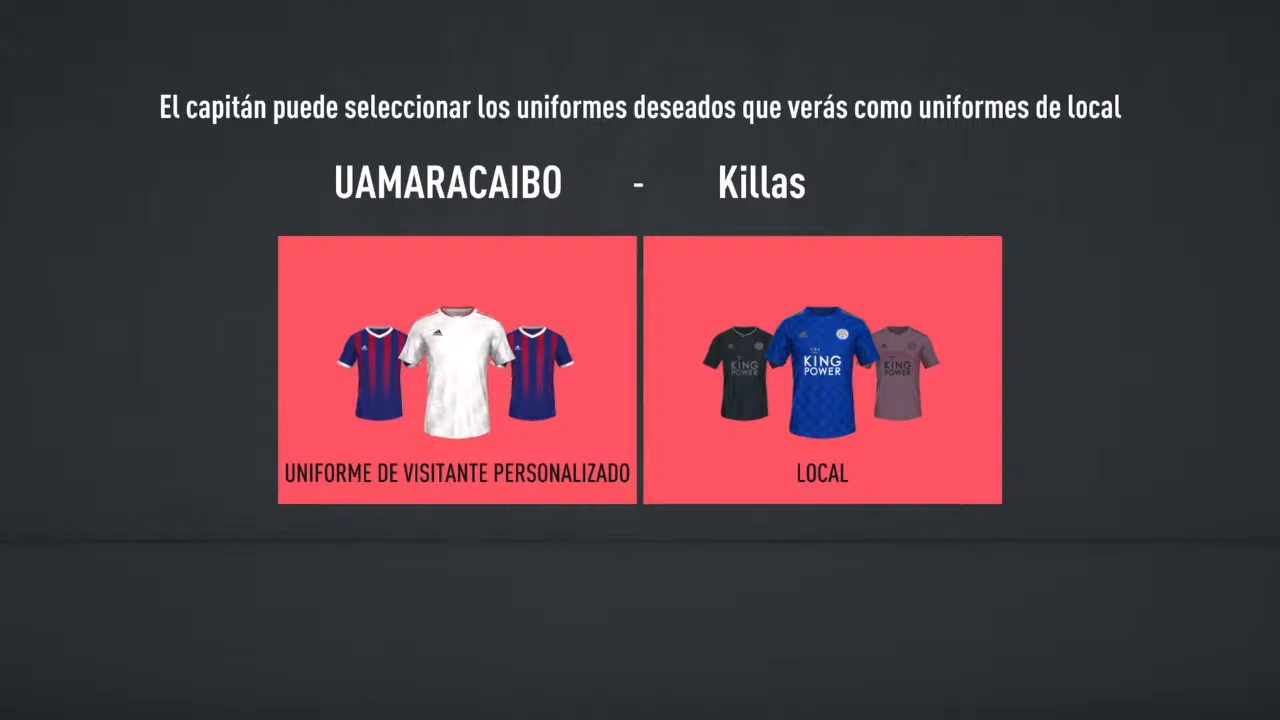 El capitán puede seleccionar los uniformes deseados que verás como uniformes de local
UAMARACAIBO - Killas
KING
POWER
KING
POWER
KING
POWER
UNIFORME DE VISITANTE PERSONALIZADO
LOCAL